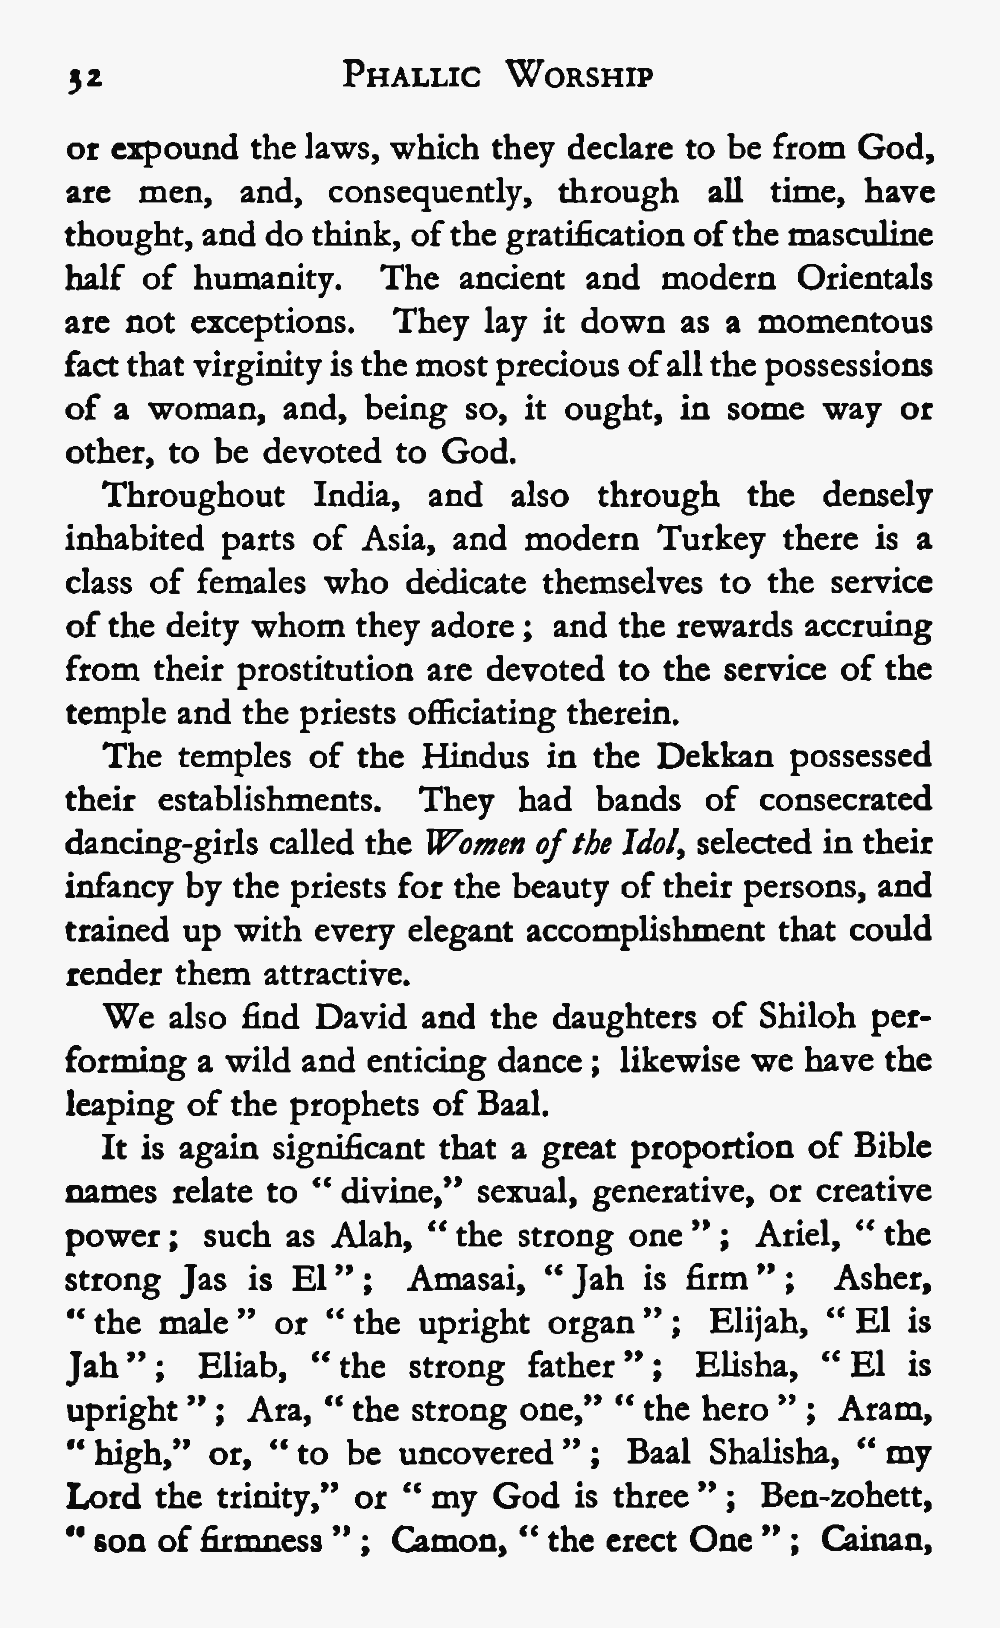 32 PHALLIC WORSHIP
or expound the laws, which they declare to be from God,
are men, and, consequently, through all time, have
thought, and do think, of the gratification of the masculine
half of humanity. The ancient and modern Orientals
are not exceptions. They lay it down as a momentous
fact that virginity is the most precious of all the possessions
of a woman, and, being so, it ought, in some way or
other, to be devoted to God.
Throughout India, and also through the densely
inhabited parts of Asia, and modern Turkey there is a
class of females who dedicate themselves to the service
of the deity whom they adore ; and the rewards accruing
from their prostitution are devoted to the service of the
temple and the priests officiating therein.
The temples of the Hindus in the Dekkan possessed
their establishments. They had bands of consecrated
dancing-girls called the Women of the Idol, selected in their
infancy by the priests for the beauty of their persons, and
trained up with every elegant accomplishment that could
render them attractive.
We also find David and the daughters of Shiloh per-
forming a wild and enticing dance ; likewise we have the
leaping of the prophets of Baal.
It is again significant that a great proportion of Bible
names relate to “ divine,” sexual, generative, or creative
power ; such as Alah, “ the strong one ” ; Ariel, “ the
strong Jas is El ” ; Amasai, “ Jah is firm ” ; Asher,
“ the male ” or “ the upright organ ” ; Elijah, “ El is
Jah ” ; Eliab, “ the strong father ” ; Elisha, “ El is
upright ” ; Ara, “ the strong one,” “ the hero ” ; Aram,
“ high,” or, “ to be uncovered ” ; Baal Shalisha, “ my
Lord the trinity,” or “ my God is three ” ; Ben-zohett,
“ son of firmness ” ; Camon, “ the erect One ” ; Cainan,